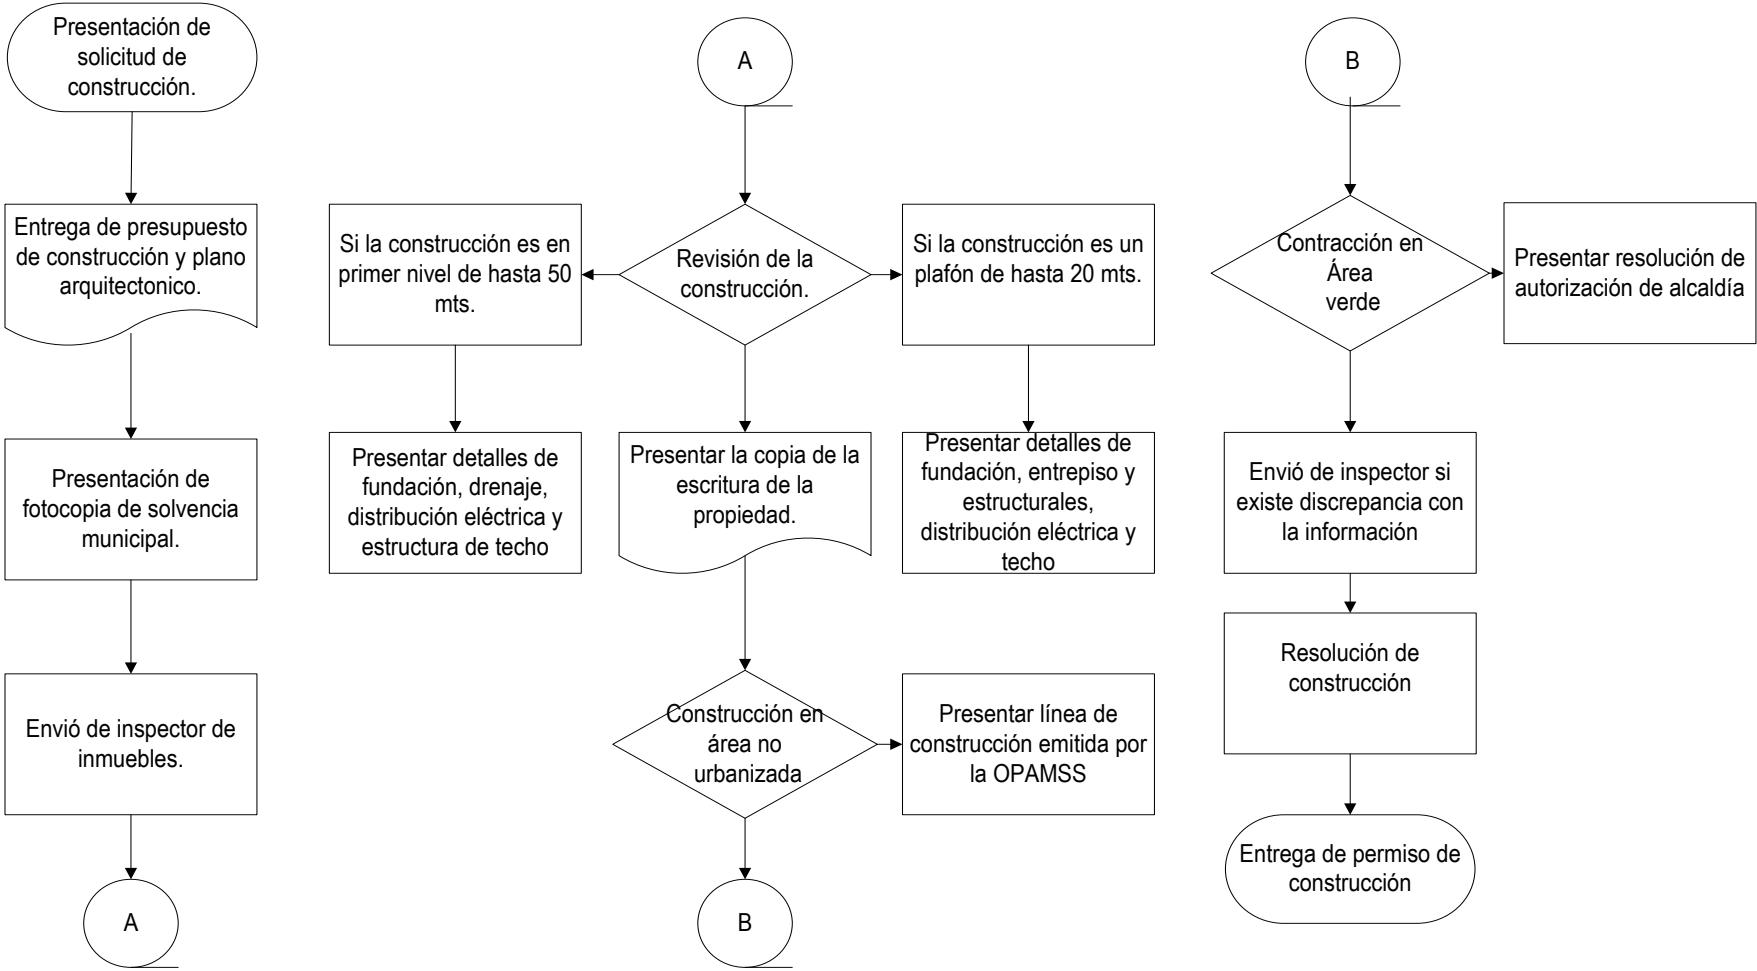 Presentación de
solicitud de
construcción.
Entrega de presupuesto
de construcción y plano
arquitectonico.
Presentación de
fotocopia de solvencia
municipal.
Envió de inspector de
inmuebles.
A
A
Revisión de la
construcción.
Si la construcción es en
primer nivel de hasta 50
mts.
Presentar detalles de
fundación, drenaje,
distribución eléctrica y
estructura de techo
Si la construcción es un
plafón de hasta 20 mts.
Presentar detalles de
fundación, entrepiso y
estructurales,
distribución eléctrica y
techo
Presentar la copia de la
escritura de la
propiedad.
Construcción en
área no
urbanizada
Presentar línea de
construcción emitida por
la OPAMSS
B
B
Contracción en
Área
verde
Presentar resolución de
autorización de alcaldía
Envió de inspector si
existe discrepancia con
la información
Resolución de
construcción
Entrega de permiso de
construcción